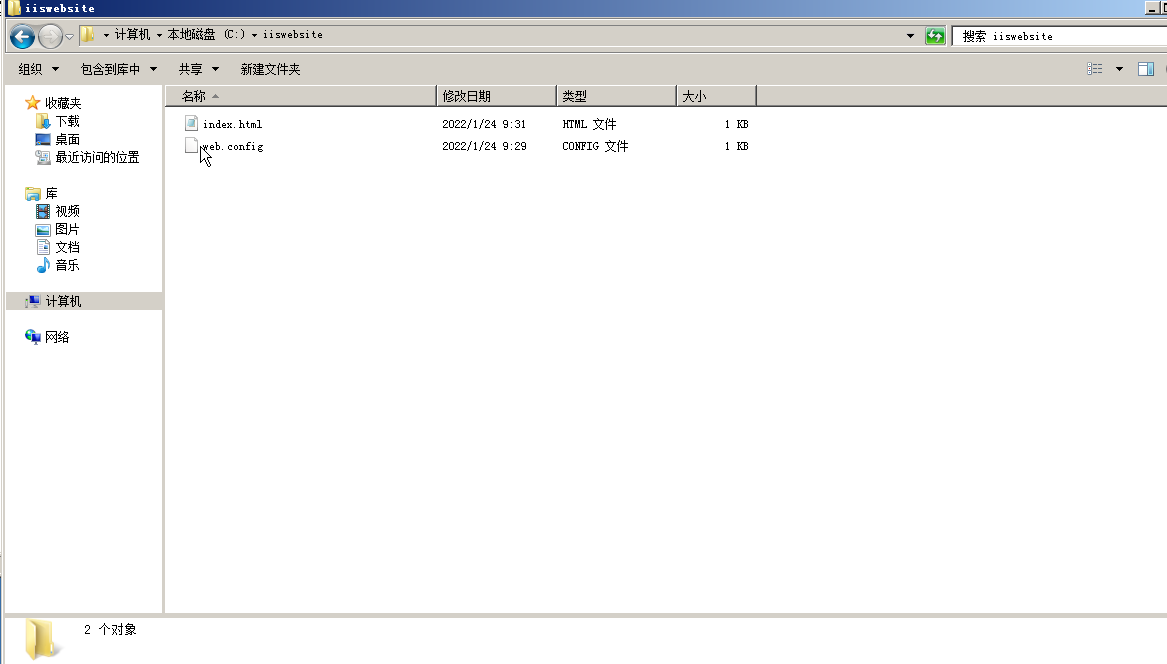 iiswebsite
计算机 本地磁盘 (C:) iiswebsite
搜索 iiswebsite
组织 包含到库中 共享 新建文件夹
收藏夹
下载
桌面
最近访问的位置
库
视频
图片
文档
音乐
计算机
网络
名称 修改日期 类型 大小
index.html 2022/1/24 9:31 HTML 文件 1 KB
web.config 2022/1/24 9:29 CONFIG 文件 1 KB
2 个对象